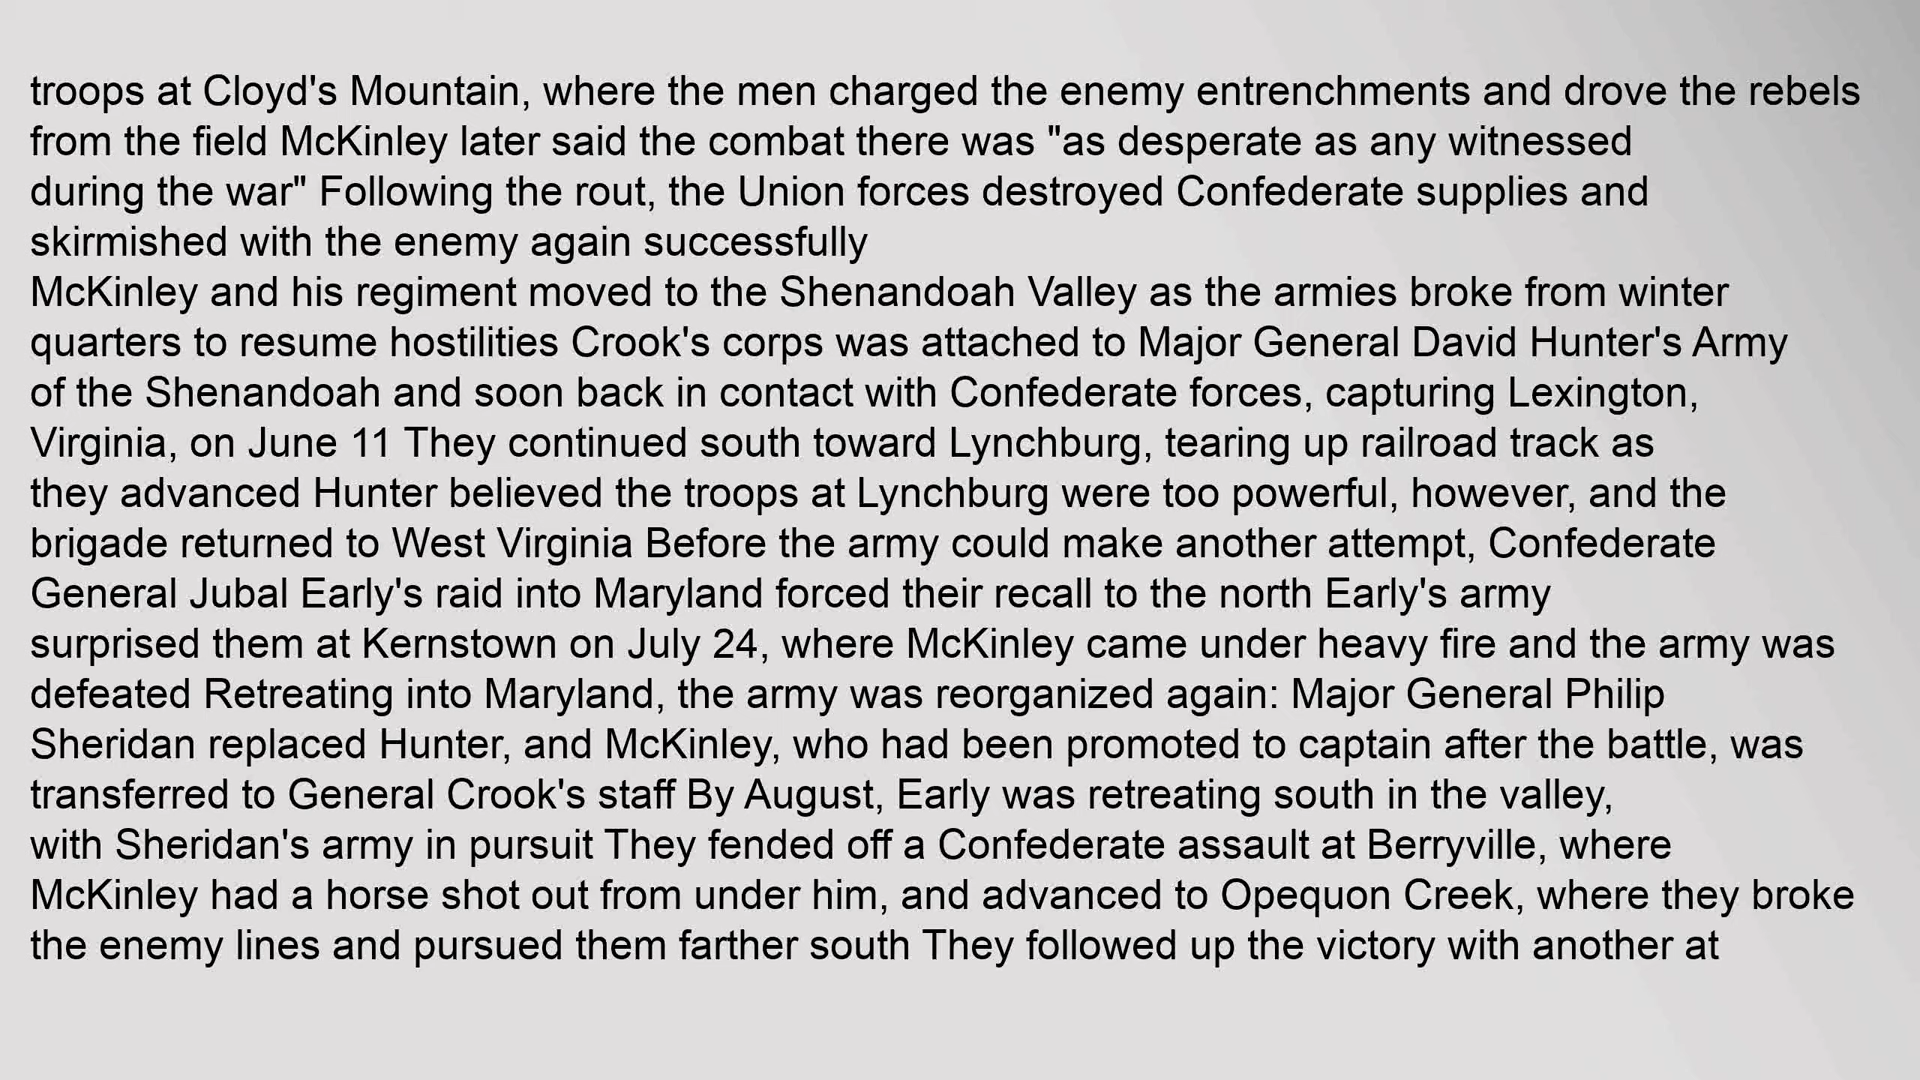 troops at Cloyd's Mountain, where the men charged the enemy entrenchments and drove the rebels
from the field McKinley later said the combat there was "as desperate as any witnessed
during the war" Following the rout, the Union forces destroyed Confederate supplies and
skirmished with the enemy again successfully
McKinley and his regiment moved to the Shenandoah Valley as the armies broke from winter
quarters to resume hostilities Crook's corps was attached to Major General David Hunter's Army
of the Shenandoah and soon back in contact with Confederate forces, capturing Lexington,
Virginia, on June 11 They continued south toward Lynchburg, tearing up railroad track as
they advanced Hunter believed the troops at Lynchburg were too powerful, however, and the
brigade returned to West Virginia Before the army could make another attempt, Confederate
General Jubal Early's raid into Maryland forced their recall to the north Early's army
surprised them at Kernstown on July 24, where McKinley came under heavy fire and the army was
defeated Retreating into Maryland, the army was reorganized again: Major General Philip
Sheridan replaced Hunter, and McKinley, who had been promoted to captain after the battle, was
transferred to General Crook's staff By August, Early was retreating south in the valley,
with Sheridan's army in pursuit They fended off a Confederate assault at Berryville, where
McKinley had a horse shot out from under him, and advanced to Opequon Creek, where they broke
the enemy lines and pursued them farther south They followed up the victory with another at